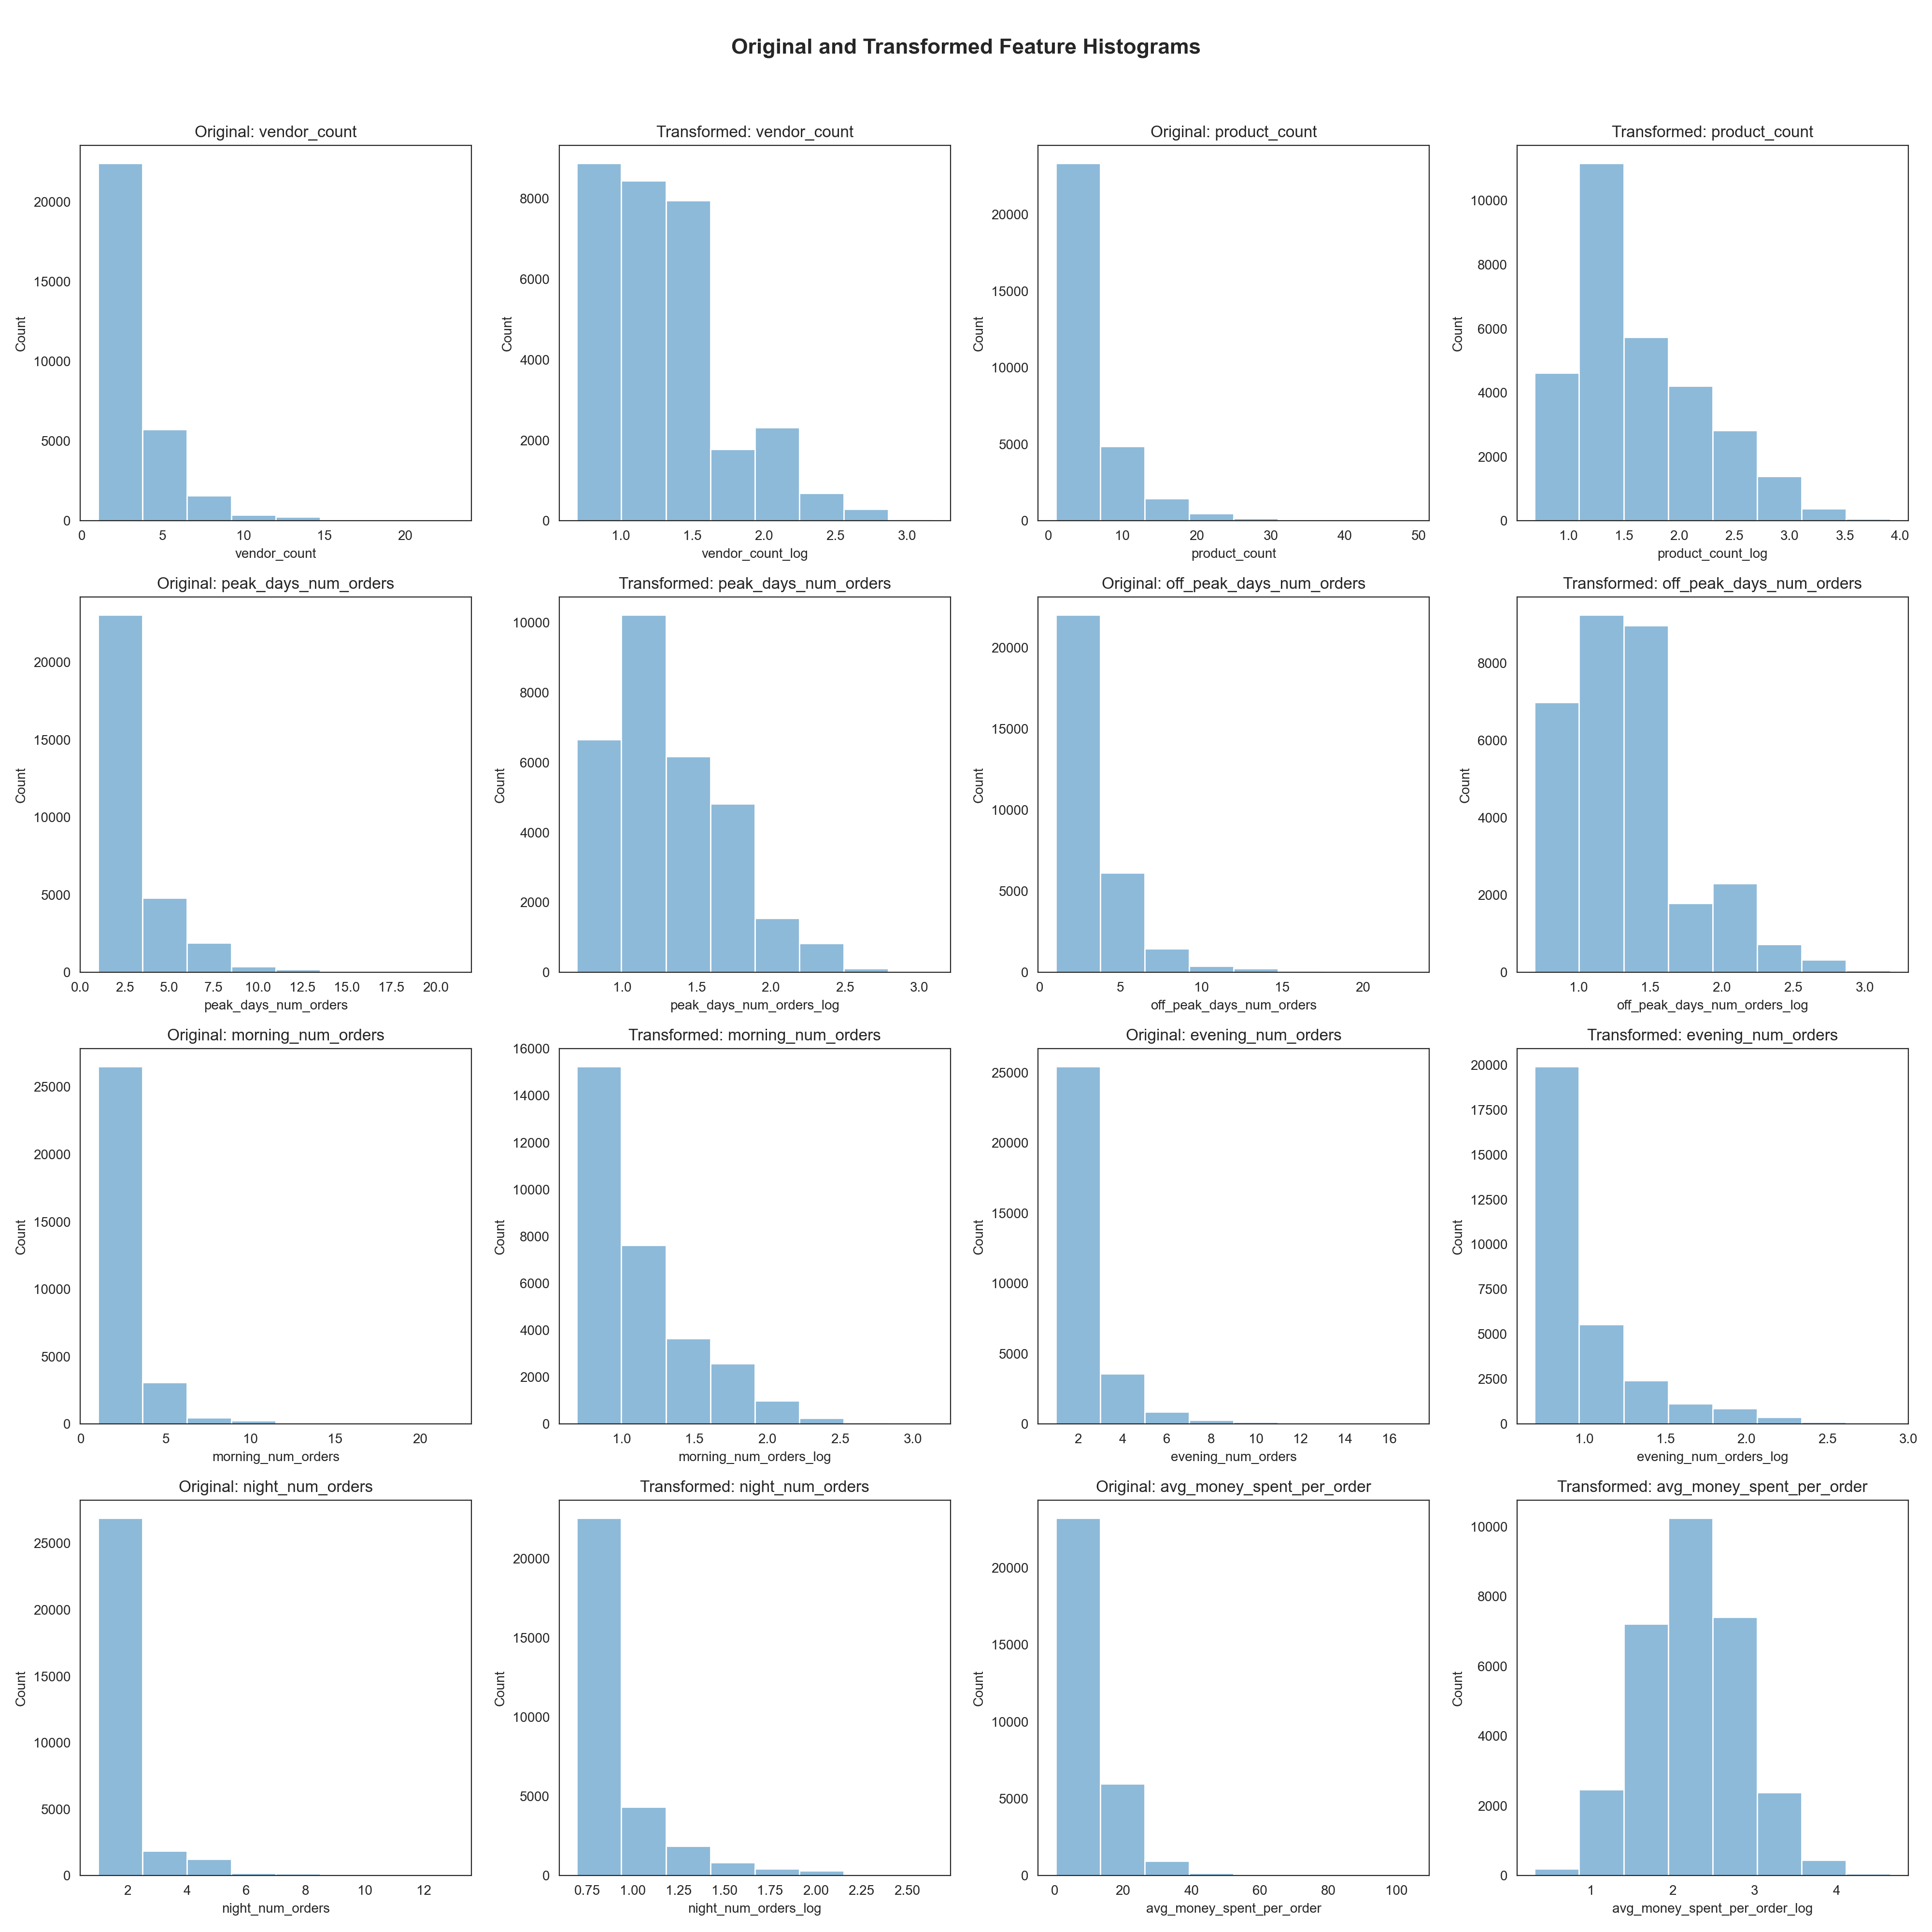 Original and Transformed Feature Histograms
Original: vendor_count
Count
20000
15000
10000
5000
0
0 5 10 15 20
vendor_count
Transformed: vendor_count
Count
8000
6000
4000
2000
0
1.0 1.5 2.0 2.5 3.0
vendor_count_log
Original: product_count
Count
20000
15000
10000
5000
0
0 10 20 30 40 50
product_count
Transformed: product_count
Count
10000
8000
6000
4000
2000
0
1.0 1.5 2.0 2.5 3.0 3.5 4.0
product_count_log
Original: peak_days_num_orders
Count
20000
15000
10000
5000
0
0.0 2.5 5.0 7.5 10.0 12.5 15.0 17.5 20.0
peak_days_num_orders
Transformed: peak_days_num_orders
Count
10000
8000
6000
4000
2000
0
1.0 1.5 2.0 2.5 3.0
peak_days_num_orders_log
Original: off_peak_days_num_orders
Count
20000
15000
10000
5000
0
0 5 10 15 20
off_peak_days_num_orders
Transformed: off_peak_days_num_orders
Count
8000
6000
4000
2000
0
1.0 1.5 2.0 2.5 3.0
off_peak_days_num_orders_log
Original: morning_num_orders
Count
25000
20000
15000
10000
5000
0
0 5 10 15 20
morning_num_orders
Transformed: morning_num_orders
Count
16000
14000
12000
10000
8000
6000
4000
2000
0
1.0 1.5 2.0 2.5 3.0
morning_num_orders_log
Original: evening_num_orders
Count
25000
20000
15000
10000
5000
0
2 4 6 8 10 12 14 16
evening_num_orders
Transformed: evening_num_orders
Count
20000
17500
15000
12500
10000
7500
5000
2500
0
1.0 1.5 2.0 2.5 3.0
evening_num_orders_log
Original: night_num_orders
Count
25000
20000
15000
10000
5000
0
2 4 6 8 10 12
night_num_orders
Transformed: night_num_orders
Count
20000
15000
10000
5000
0
0.75 1.00 1.25 1.50 1.75 2.00 2.25 2.50
night_num_orders_log
Original: avg_money_spent_per_order
Count
20000
15000
10000
5000
0
0 20 40 60 80 100
avg_money_spent_per_order
Transformed: avg_money_spent_per_order
Count
10000
8000
6000
4000
2000
0
1 2 3 4
avg_money_spent_per_order_log